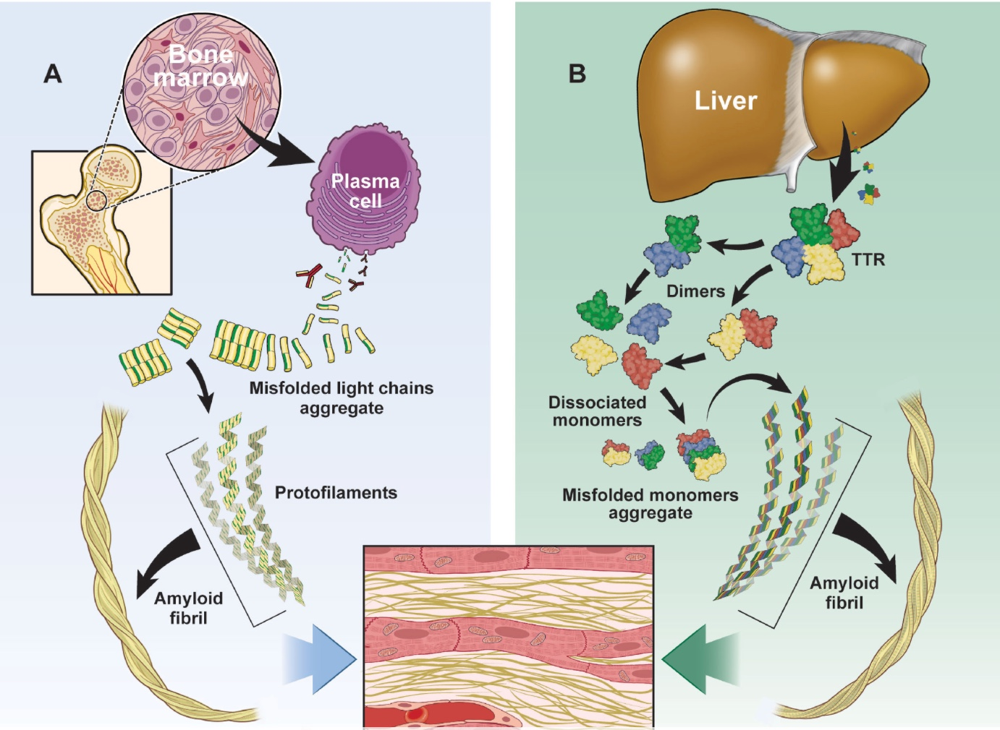 A
Bone
marrow
Plasma
cell
Misfolded light chains
aggregate
Protofilaments
Amyloid
fibril
B
Liver
TTR
Dimers
Dissociated
monomers
Misfolded monomers
aggregate
Amyloid
fibril